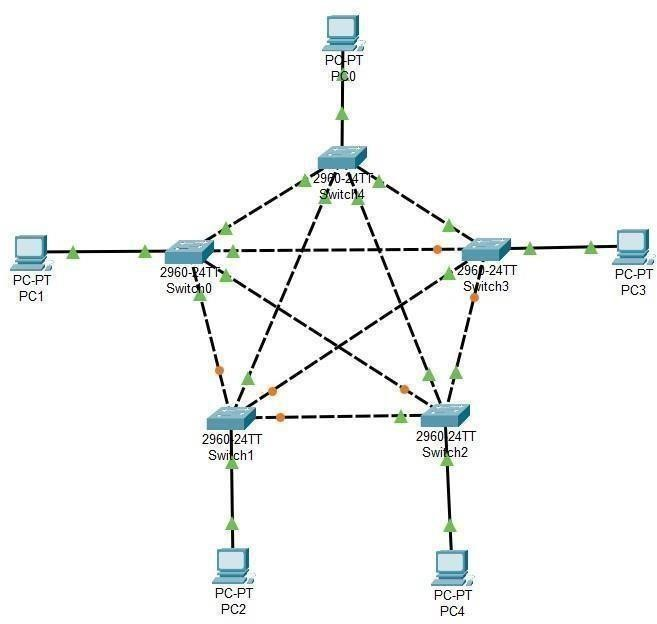 PC-PT
PC0
2960-24TT
Switch4
2960-24TT
Switch0
2960-24TT
Switch3
PC-PT
PC1
PC-PT
PC3
2960-24TT
Switch1
2960-24TT
Switch2
PC-PT
PC2
PC-PT
PC4